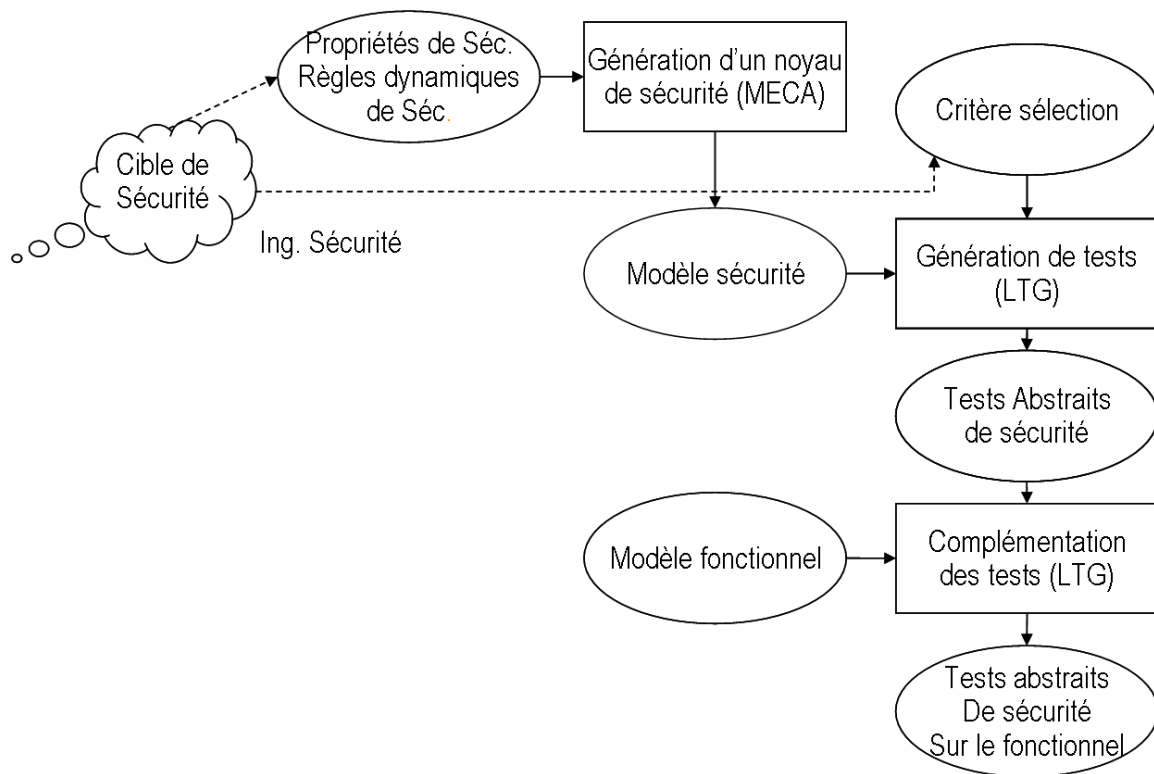 Propriétés de Séc.
Règles dynamiques
de Séc.
Génération d'un noyau
de sécurité (MECA)
Critère sélection
Cible de
Sécurité
Ing. Sécurité
Modèle sécurité
Génération de tests
(LTG)
Tests Abstraits
de sécurité
Modèle fonctionnel
Complémentation
des tests (LTG)
Tests abstraits
De sécurité
Sur le fonctionnel